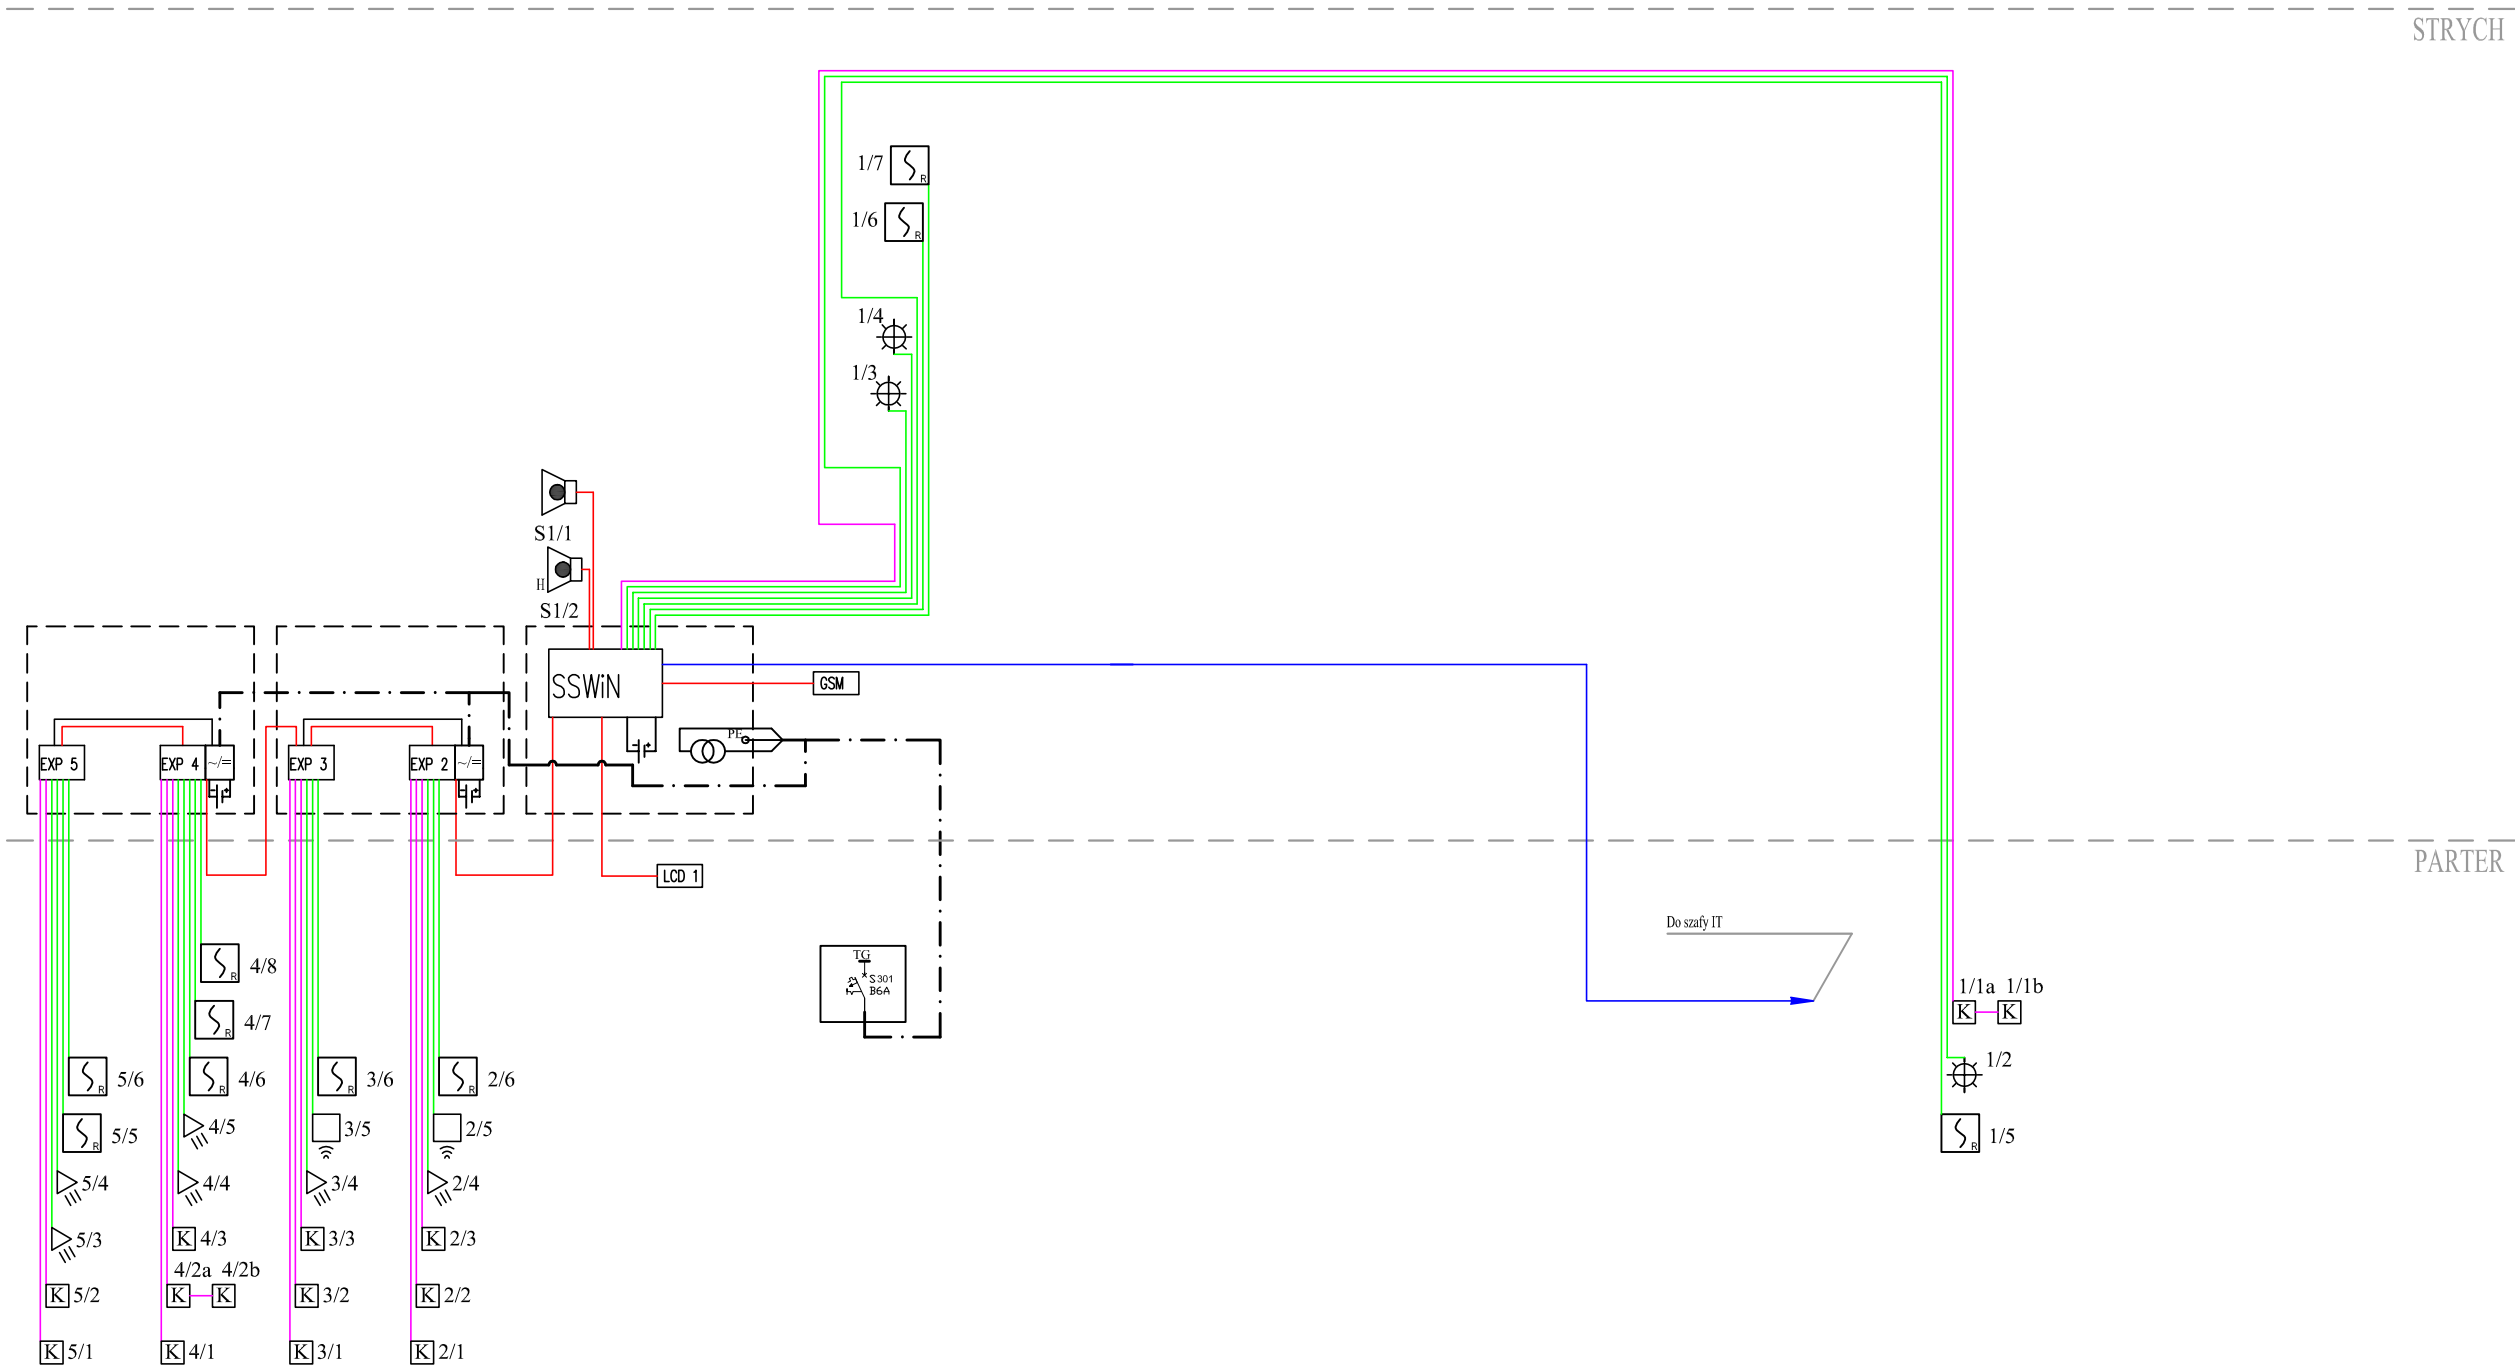 STRYCH
1/7
R
1/6
R
1/4
1/3
S1/1
H
S1/2
SSWiN
GSM
PE
EXP 5
EXP 4
~/=
EXP 3
EXP 2
~/=
- +
- +
- +
PARTER
LCD 1
Do szafy IT
TG
S301
B6A
R
4/8
1/1a 1/1b
K
K
R
4/7
1/2
R
5/6
R
4/6
R
3/6
R
2/6
R
5/5
4/5
3/5
2/5
R
1/5
5/4
4/4
3/4
2/4
5/3
K 4/3
K 3/3
K 2/3
4/2a 4/2b
K 5/2
K
K
K 3/2
K 2/2
K 5/1
K 4/1
K 3/1
K 2/1